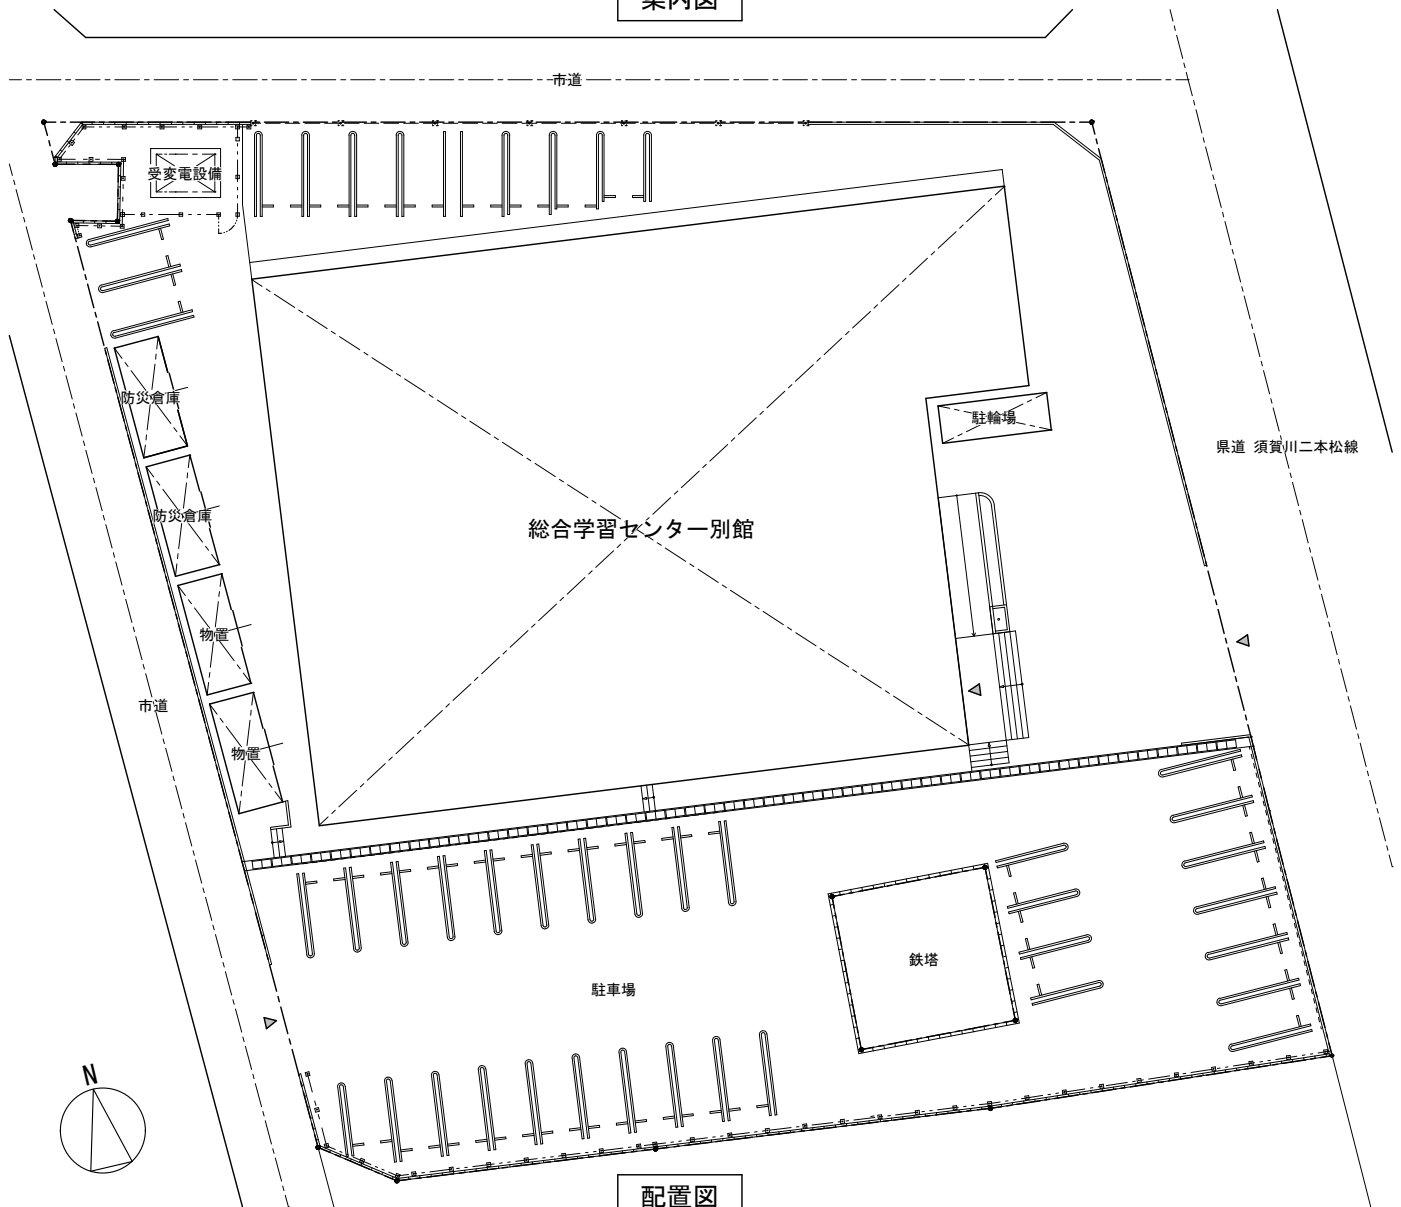 案内図
市道
受変電設備
防災倉庫
駐輪場
県道 須賀川二本松線
防災倉庫
総合学習センター別館
物置
市道
物置
鉄塔
駐車場
N
配置図